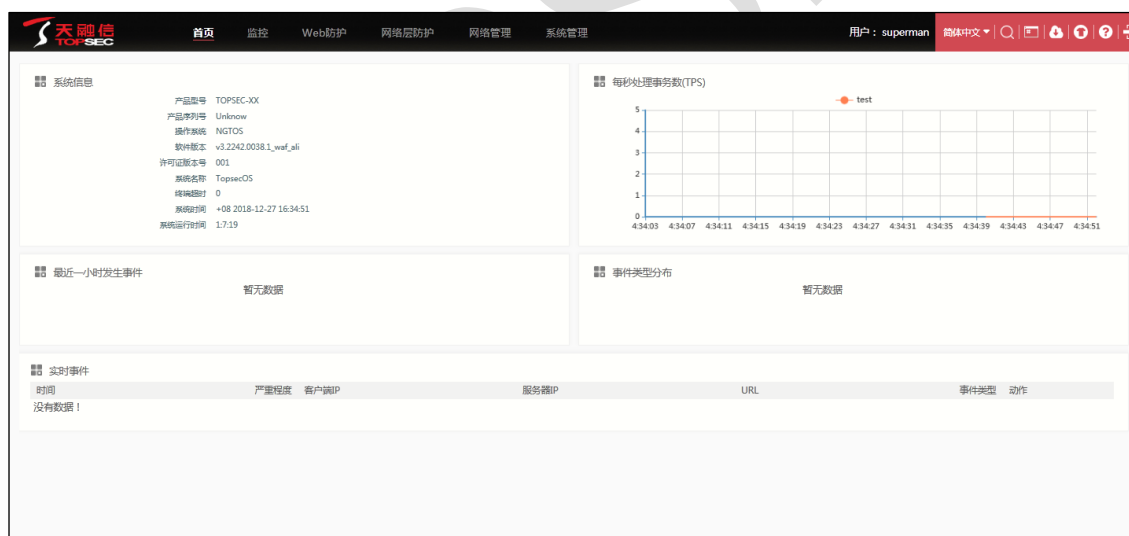 天融信 TOPSEC 首页 监控 Web防护 网络层防护 网络管理 系统管理 用户：superman 简体中文
系统信息
产品型号 TOPSEC-XX
产品序列号 Unknow
操作系统 NGTOS
软件版本 v3.2242.0038.1_waf_ali
许可证版本号 001
系统名称 TopsecOS
终端超时 0
系统时间 +08 2018-12-27 16:34:51
系统运行时间 1:7:19
每秒处理事务数(TPS)
test
5
4
3
2
1
0
4:34:03 4:34:07 4:34:11 4:34:15 4:34:19 4:34:23 4:34:27 4:34:31 4:34:35 4:34:39 4:34:43 4:34:47 4:34:51
最近一小时发生事件
暂无数据
事件类型分布
暂无数据
实时事件
时间 严重程度 客户端IP 服务器IP URL 事件类型 动作
没有数据！